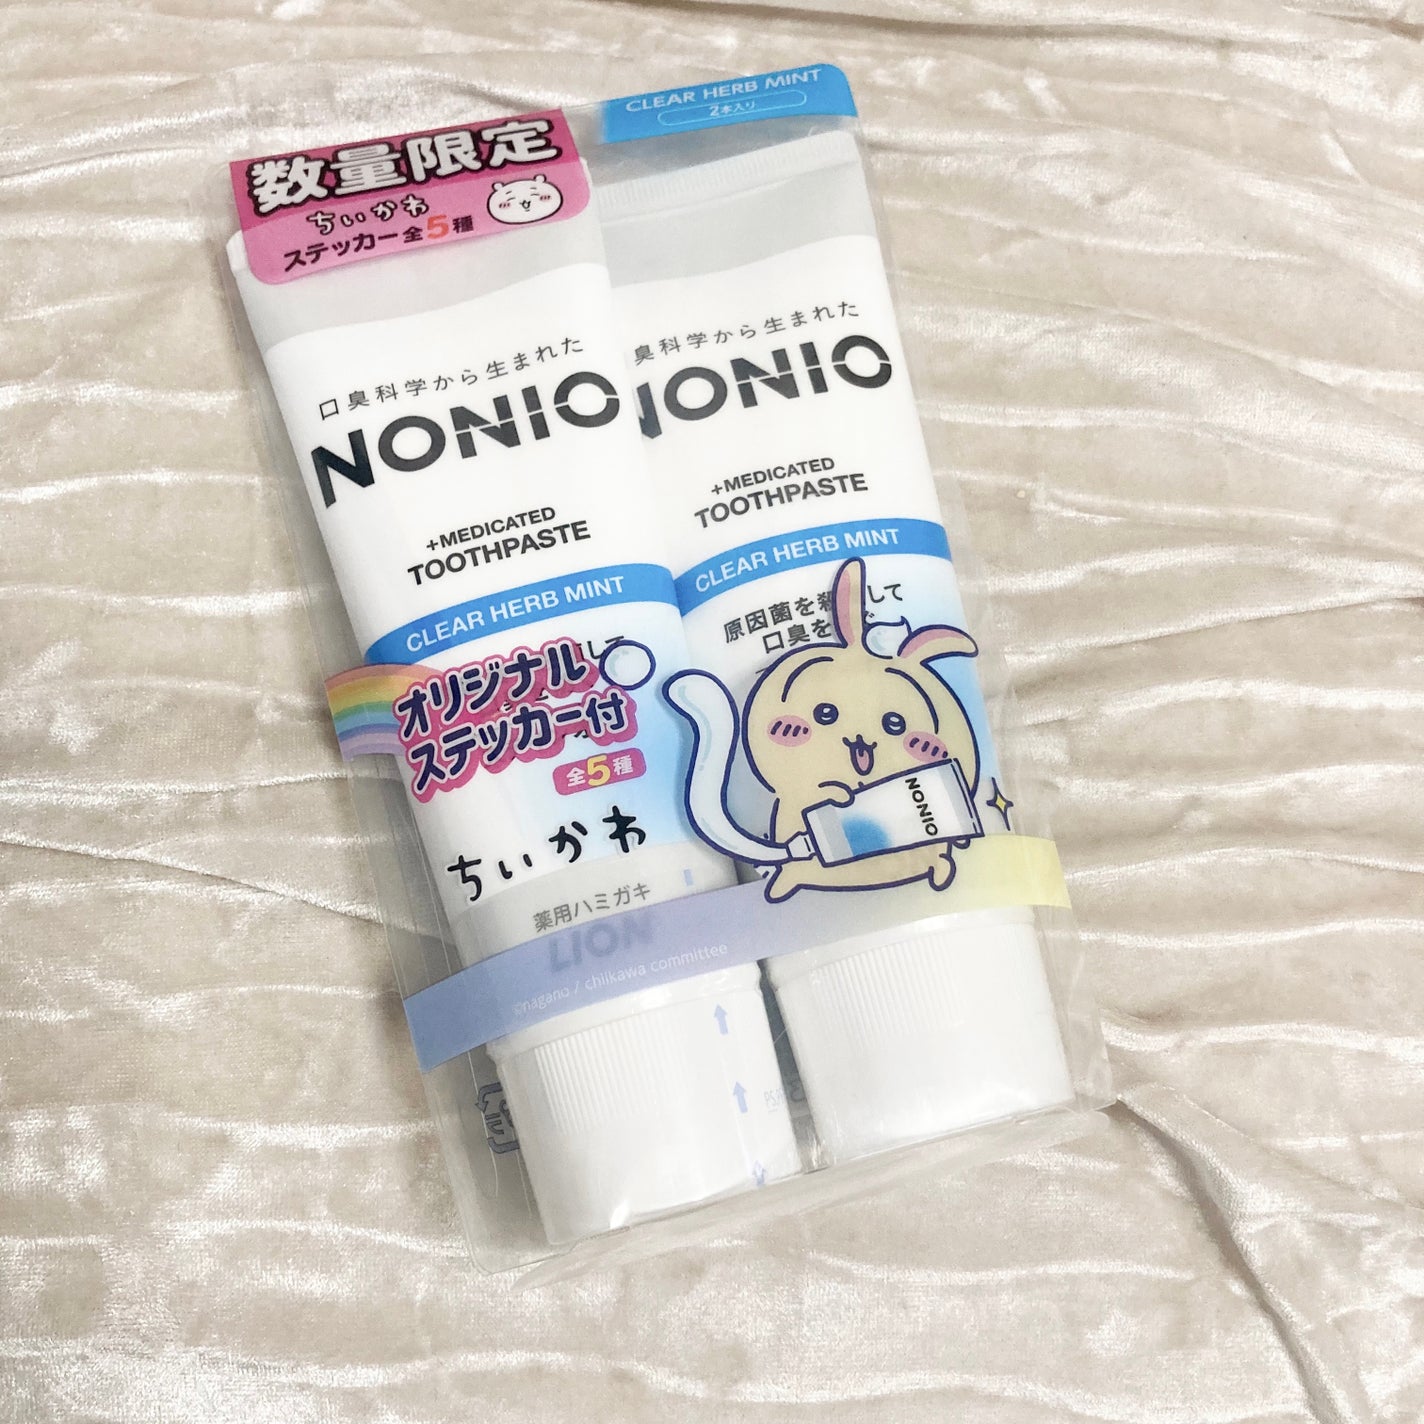 数量限定
ちいかわ
ステッカー全5種
CLEAR HERB MINT
2本入り
口臭科学から生まれた
NONIO
+MEDICATED
TOOTHPASTE
CLEAR HERB MINT
オリジナル
ステッカー付
全5種
ちいかわ
薬用ハミガキ
LION
©nagano / chiikawa committee
臭科学から生まれた
NONIO
+MEDICATED
TOOTHPASTE
CLEAR HERB MINT
原因菌を殺して
口臭を
NONIO